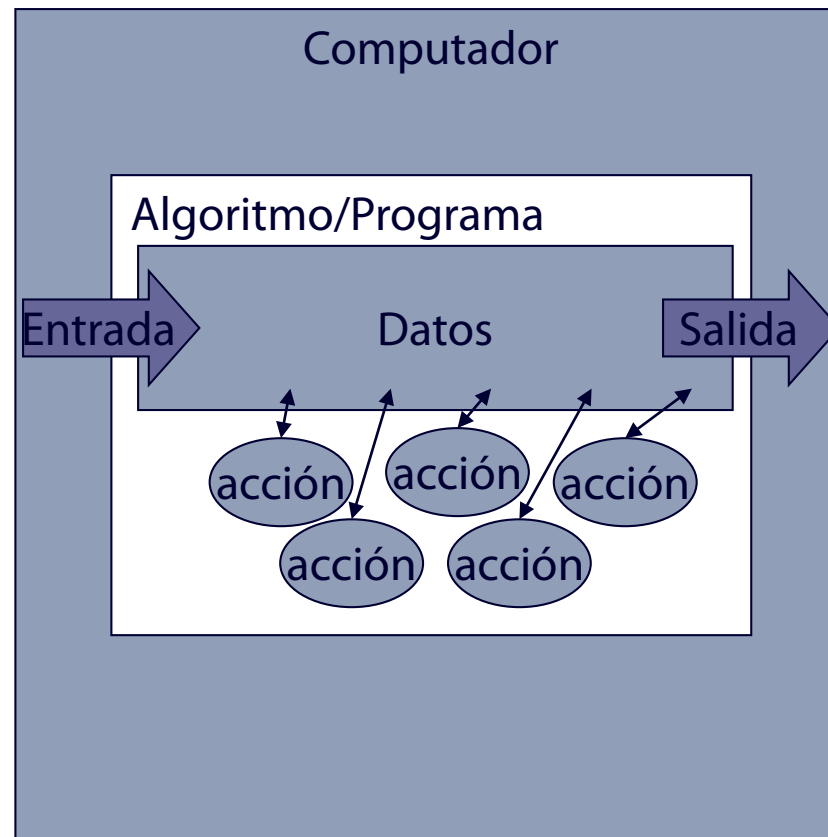 Computador
Algoritmo/Programa
Entrada
Datos
Salida
acción
acción
acción
acción
acción